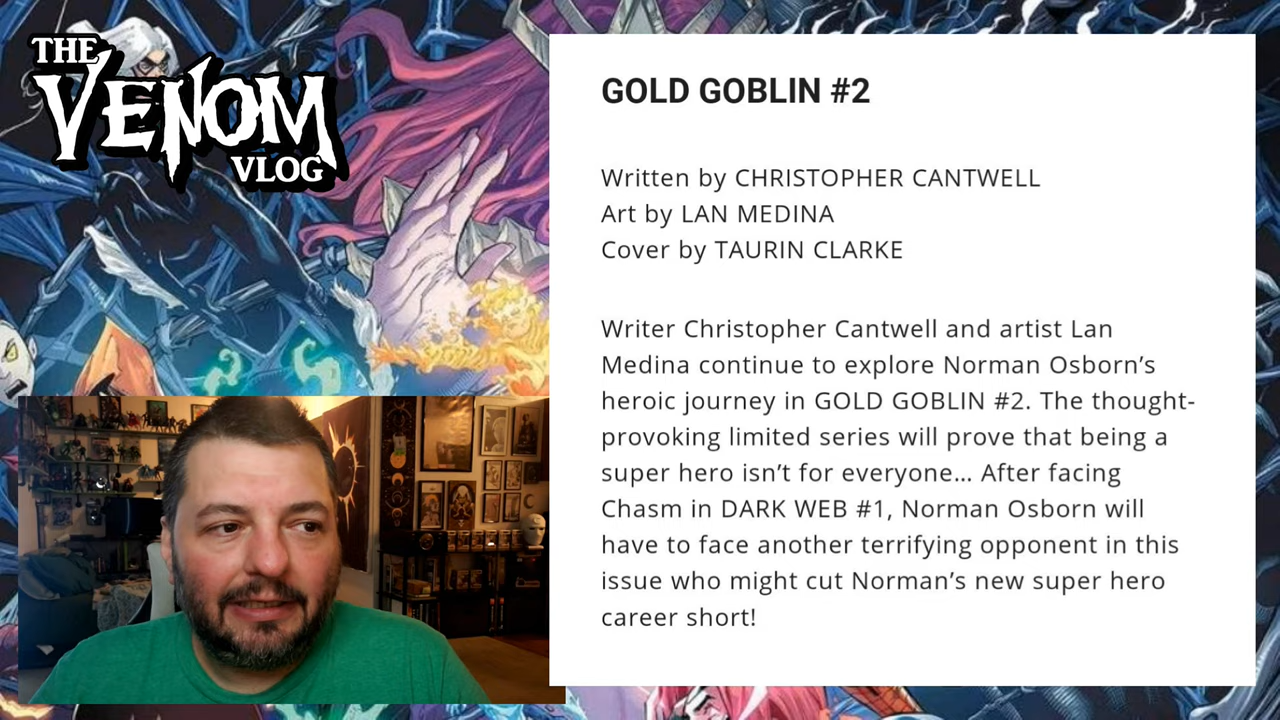 THE
VENOM
VLOG
GOLD GOBLIN #2
Written by CHRISTOPHER CANTWELL
Art by LAN MEDINA
Cover by TAURIN CLARKE
Writer Christopher Cantwell and artist Lan
Medina continue to explore Norman Osborn’s
heroic journey in GOLD GOBLIN #2. The thought-
provoking limited series will prove that being a
super hero isn’t for everyone... After facing
Chasm in DARK WEB #1, Norman Osborn will
have to face another terrifying opponent in this
issue who might cut Norman’s new super hero
career short!